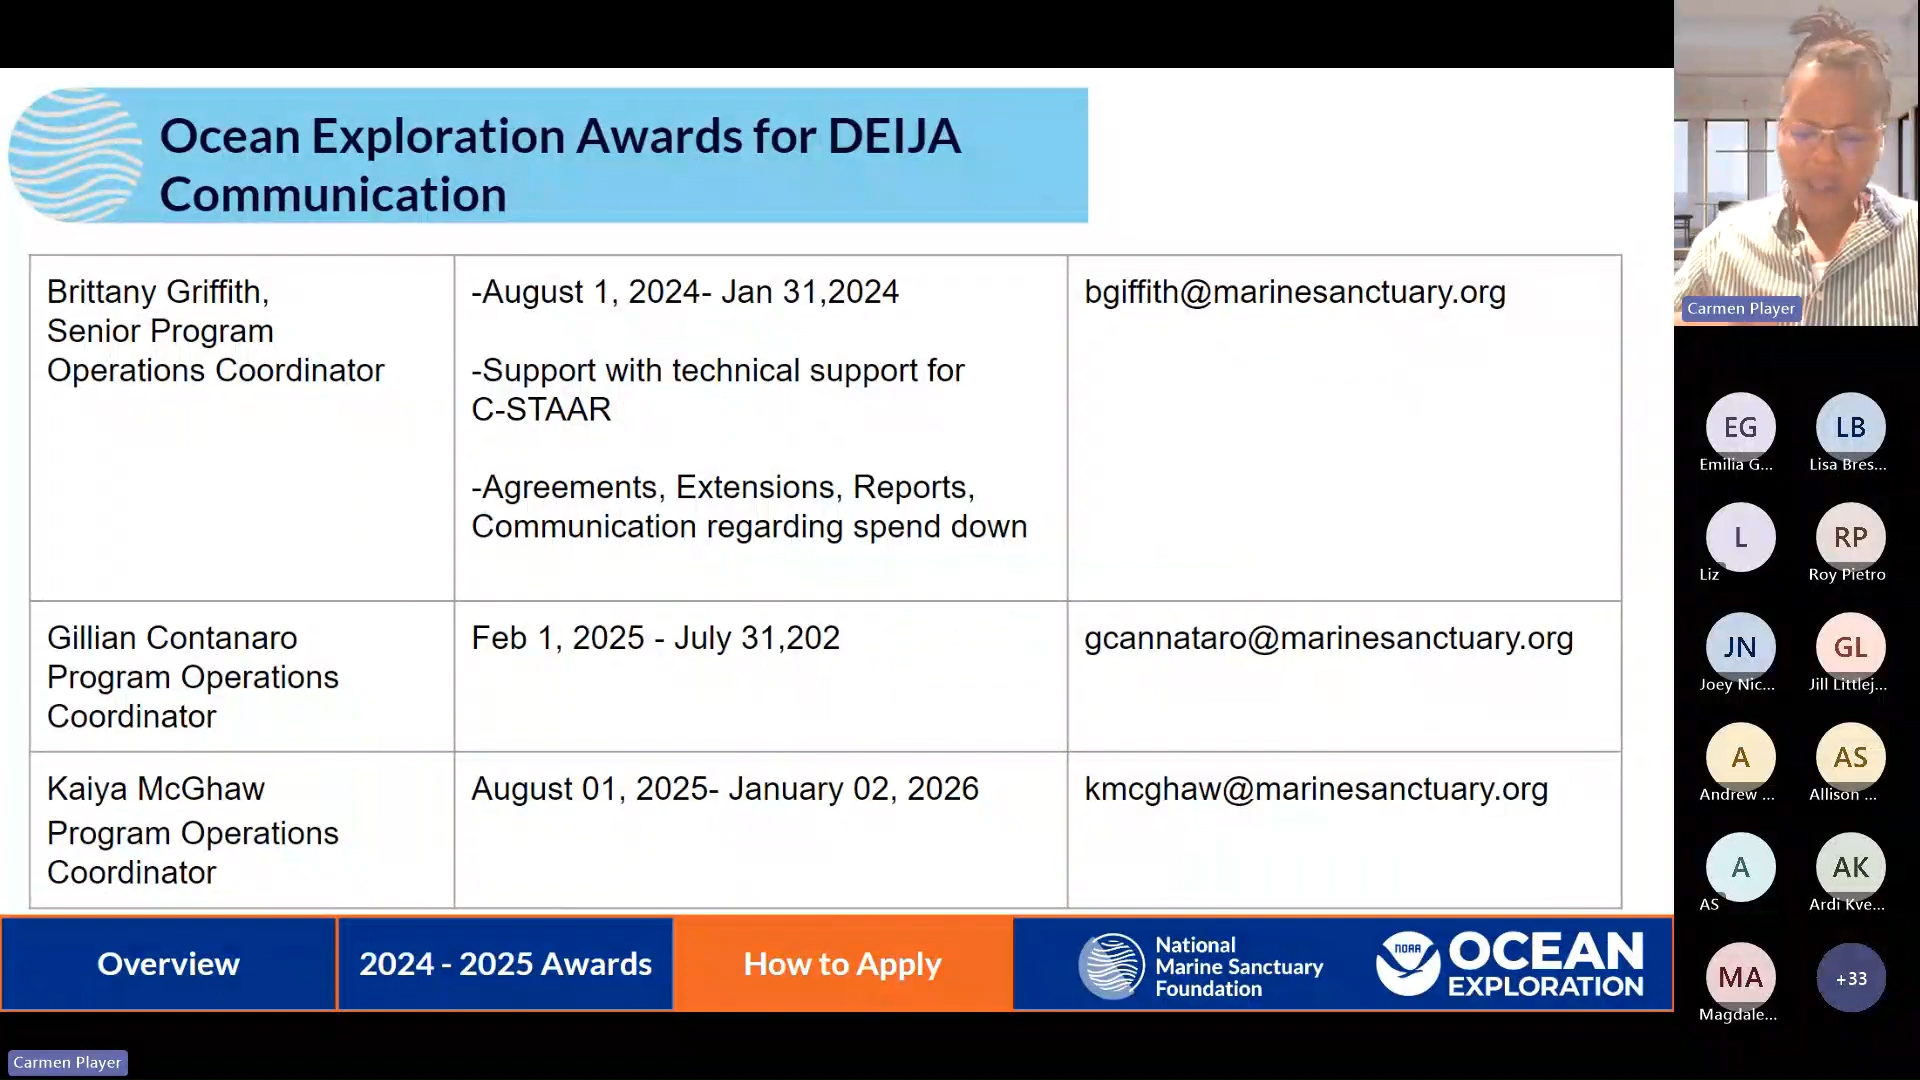 Ocean Exploration Awards for DEIJA
Communication
Brittany Griffith,
Senior Program
Operations Coordinator
-August 1, 2024- Jan 31,2024
-Support with technical support for
C-STAAR
-Agreements, Extensions, Reports,
Communication regarding spend down
bgiffith@marinesanctuary.org
Gillian Contanaro
Program Operations
Coordinator
Feb 1, 2025 - July 31,202
gcannataro@marinesanctuary.org
Kaiya McGhaw
Program Operations
Coordinator
August 01, 2025- January 02, 2026
kmcghaw@marinesanctuary.org
Overview
2024 - 2025 Awards
How to Apply
National
Marine Sanctuary
Foundation
NOAA
OCEAN
EXPLORATION
Carmen Player
EG
Emilia G...
LB
Lisa Bres...
L
Liz
RP
Roy Pietro
JN
Joey Nic...
GL
Jill Littlej...
A
Andrew ...
AS
Allison ...
A
AS
AK
Ardi Kve...
MA
Magdale...
+33
Carmen Player